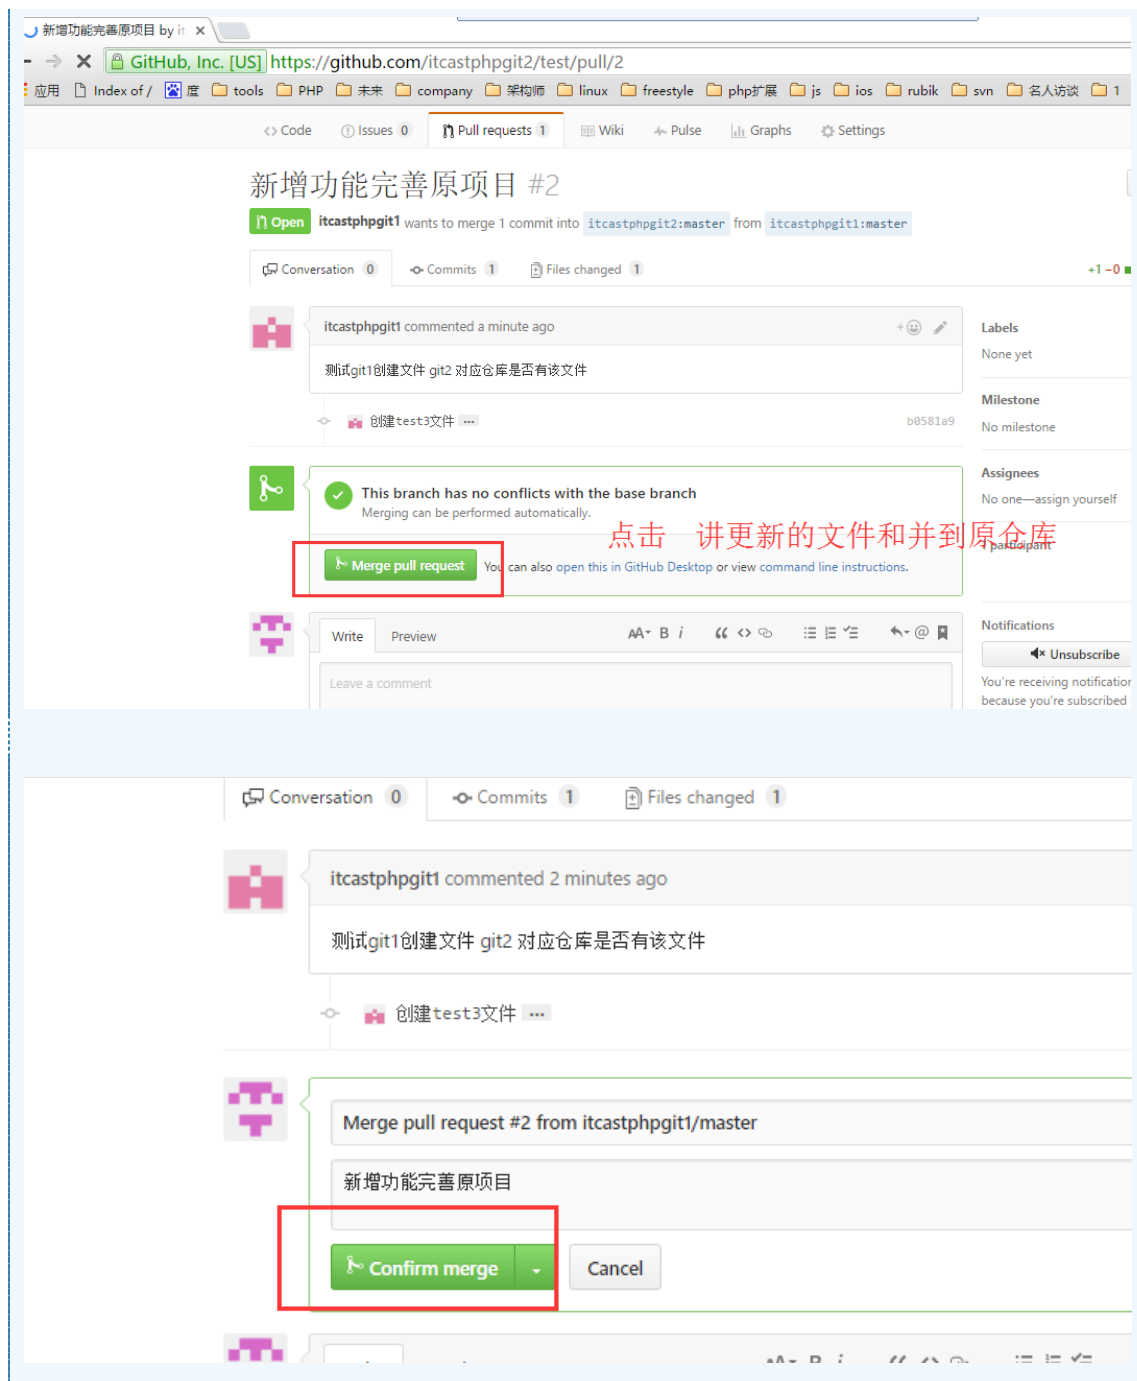 新增功能完善原项目 by it ×
GitHub, Inc. [US] https://github.com/itcastphpgit2/test/pull/2
应用 Index of / 度 tools PHP 未来 company 架构师 linux freestyle php扩展 js ios rubik svn 名人访谈 1
Code Issues 0 Pull requests 1 Wiki Pulse Graphs Settings
新增功能完善原项目 #2
Open itcastphpgit1 wants to merge 1 commit into itcastphpgit2:master from itcastphpgit1:master
Conversation 0 Commits 1 Files changed 1 +1 −0
itcastphpgit1 commented a minute ago
Labels
None yet
测试git1创建文件 git2 对应仓库是否有该文件
Milestone
No milestone
创建test3文件 … b0581a9
Assignees
No one—assign yourself
This branch has no conflicts with the base branch
Merging can be performed automatically.
点击 讲更新的文件和并到原仓库
1 participant
Merge pull request You can also open this in GitHub Desktop or view command line instructions.
Notifications
Unsubscribe
You're receiving notification
because you're subscribed
Write Preview AA B i “ <> @
Leave a comment
Conversation 0 Commits 1 Files changed 1
itcastphpgit1 commented 2 minutes ago
测试git1创建文件 git2 对应仓库是否有该文件
创建test3文件 …
Merge pull request #2 from itcastphpgit1/master
新增功能完善原项目
Confirm merge Cancel